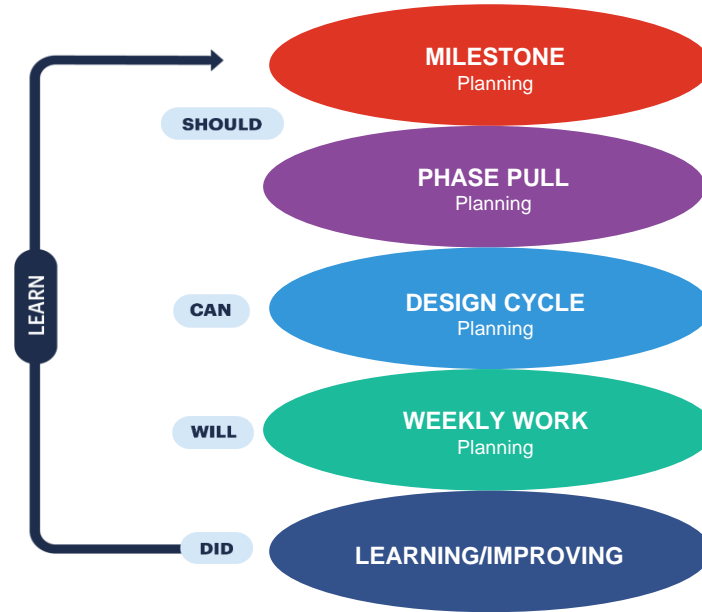 MILESTONE
Planning
SHOULD
PHASE PULL
Planning
LEARN
CAN
DESIGN CYCLE
Planning
WILL
WEEKLY WORK
Planning
DID
LEARNING/IMPROVING